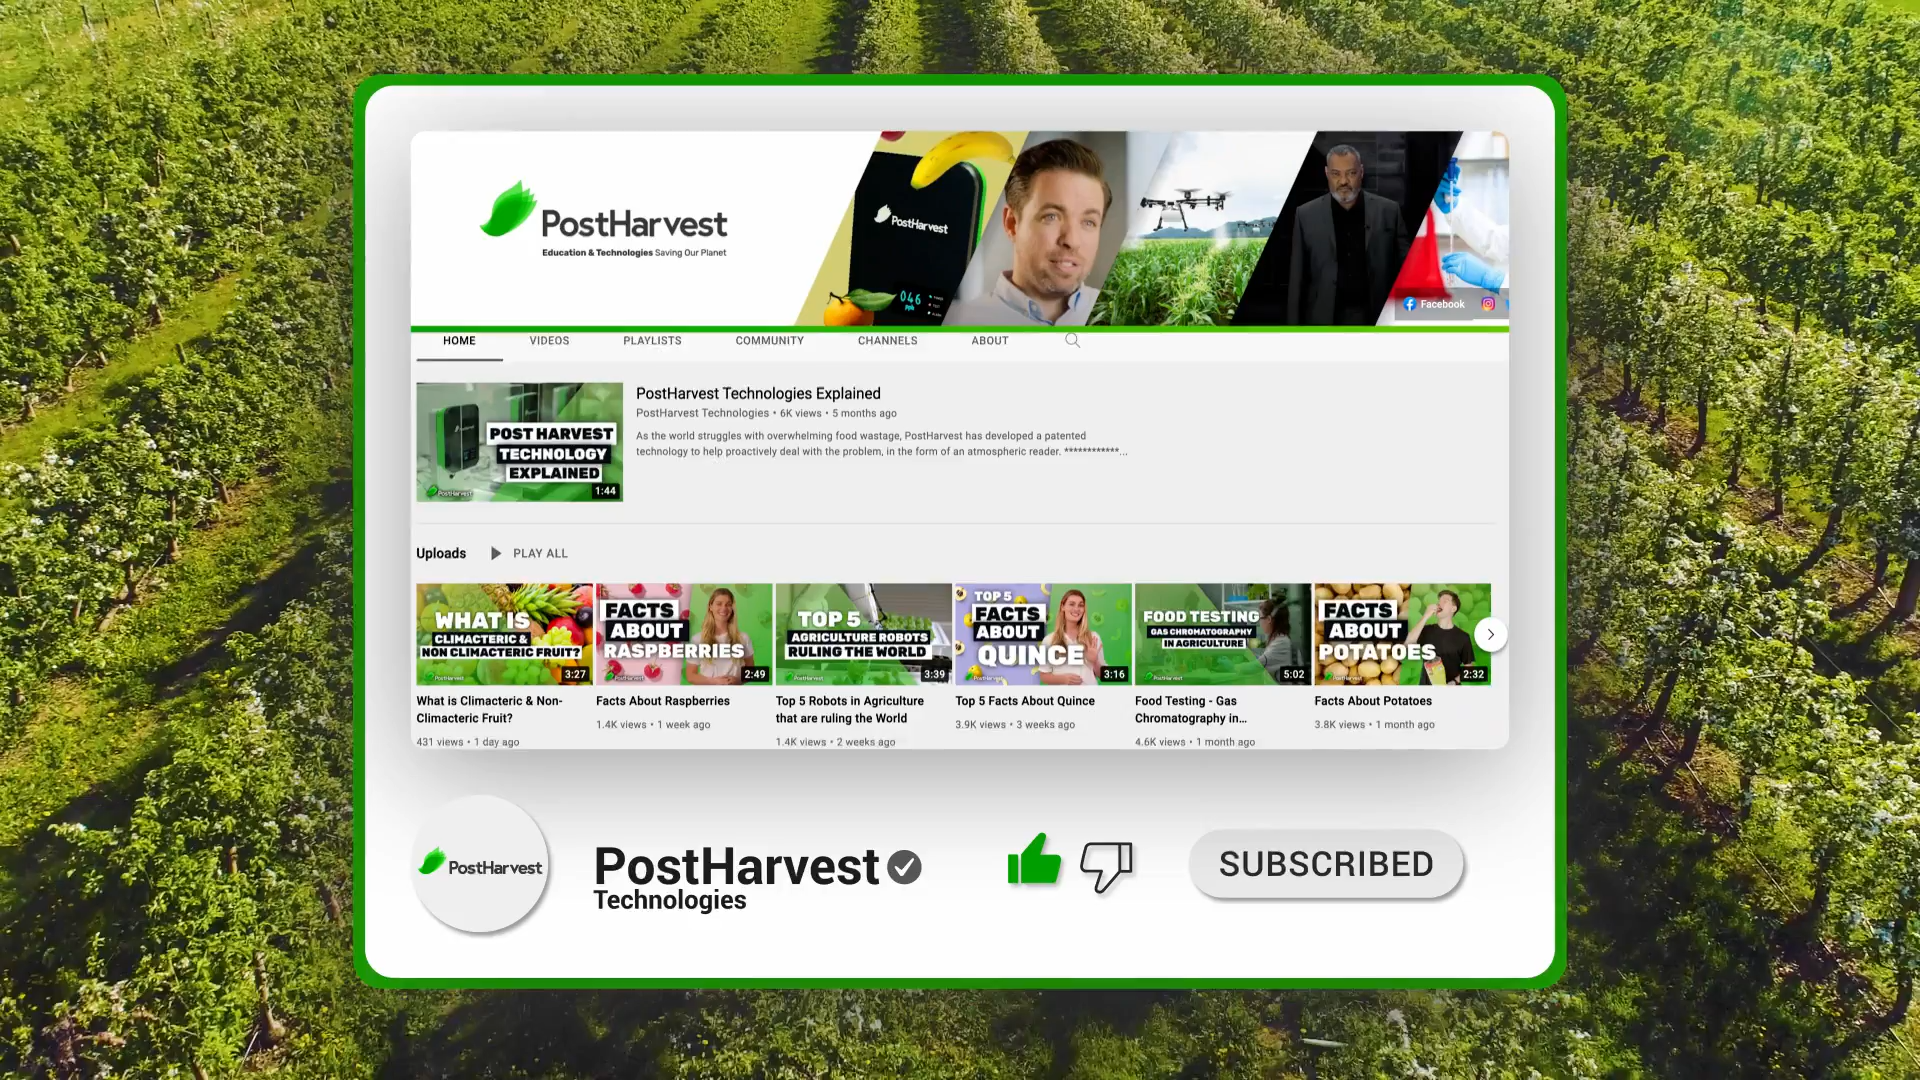 PostHarvest
Education & Technologies Saving Our Planet
PostHarvest
046
Facebook
HOME VIDEOS PLAYLISTS COMMUNITY CHANNELS ABOUT
POST HARVEST
TECHNOLOGY
EXPLAINED
PostHarvest
1:44
PostHarvest Technologies Explained
PostHarvest Technologies • 6K views • 5 months ago
As the world struggles with overwhelming food wastage, PostHarvest has developed a patented
technology to help proactively deal with the problem, in the form of an atmospheric reader. ************...
Uploads PLAY ALL
WHAT IS
CLIMACTERIC &
NON CLIMACTERIC FRUIT?
PostHarvest
3:27
What is Climacteric & Non-
Climacteric Fruit?
431 views • 1 day ago
FACTS
ABOUT
RASPBERRIES
PostHarvest
2:49
Facts About Raspberries
1.4K views • 1 week ago
TOP 5
AGRICULTURE ROBOTS
RULING THE WORLD
PostHarvest
3:39
Top 5 Robots in Agriculture
that are ruling the World
1.4K views • 2 weeks ago
TOP 5
FACTS
ABOUT
QUINCE
PostHarvest
3:16
Top 5 Facts About Quince
3.9K views • 3 weeks ago
FOOD TESTING
GAS CHROMATOGRAPHY
IN AGRICULTURE
PostHarvest
5:02
Food Testing - Gas
Chromatography in...
4.6K views • 1 month ago
FACTS
ABOUT
POTATOES
PostHarvest
2:32
Facts About Potatoes
3.8K views • 1 month ago
PostHarvest
PostHarvest
Technologies
SUBSCRIBED